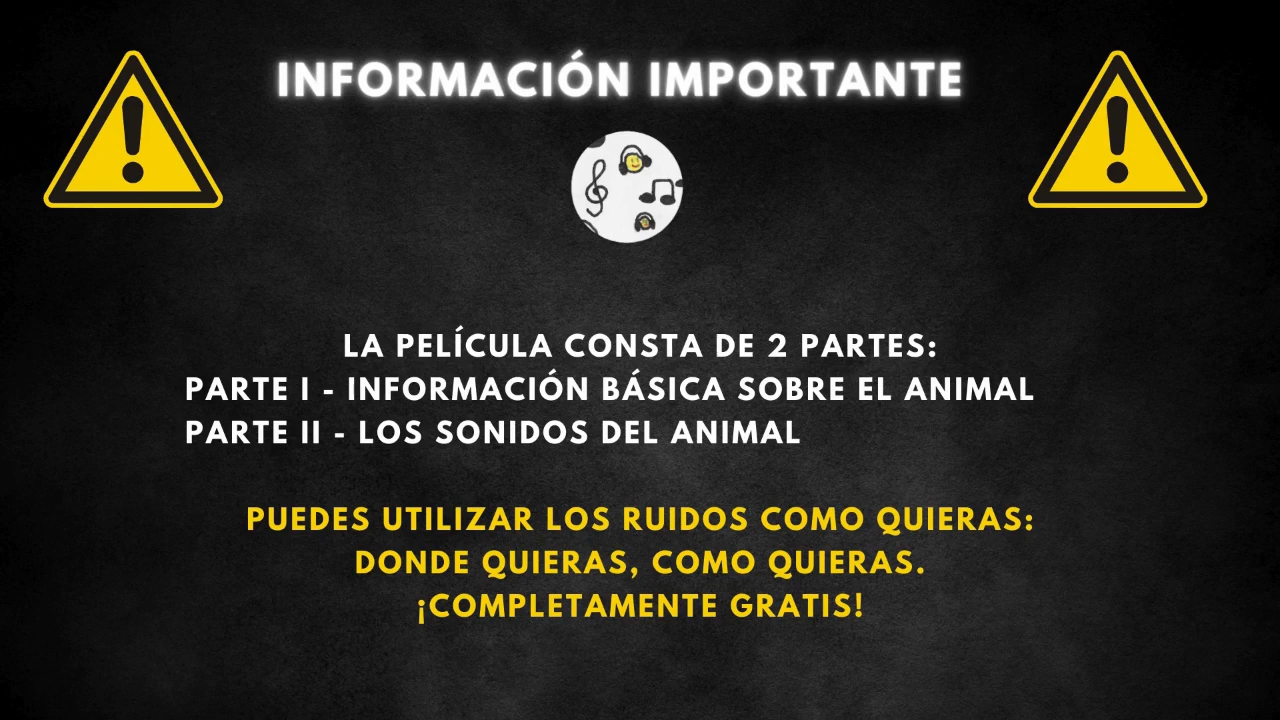 INFORMACIÓN IMPORTANTE
LA PELÍCULA CONSTA DE 2 PARTES:
PARTE I - INFORMACIÓN BÁSICA SOBRE EL ANIMAL
PARTE II - LOS SONIDOS DEL ANIMAL
PUEDES UTILIZAR LOS RUIDOS COMO QUIERAS:
DONDE QUIERAS, COMO QUIERAS.
¡COMPLETAMENTE GRATIS!